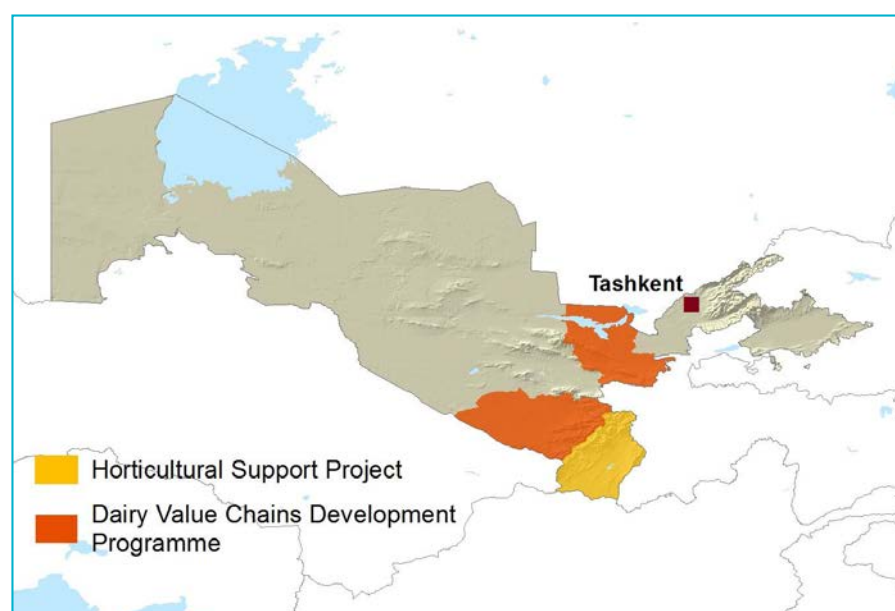 Tashkent
Horticultural Support Project
Dairy Value Chains Development
Programme